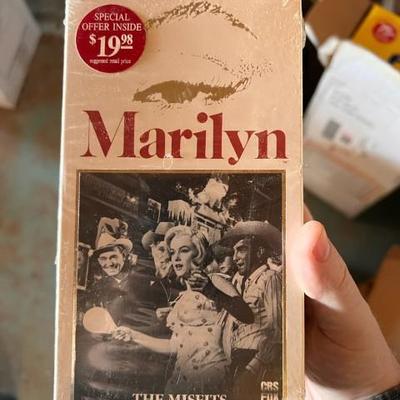 SPECIAL
OFFER INSIDE
$19.98
suggested retail price
Marilyn
THE MISFITS
CBS
FOX